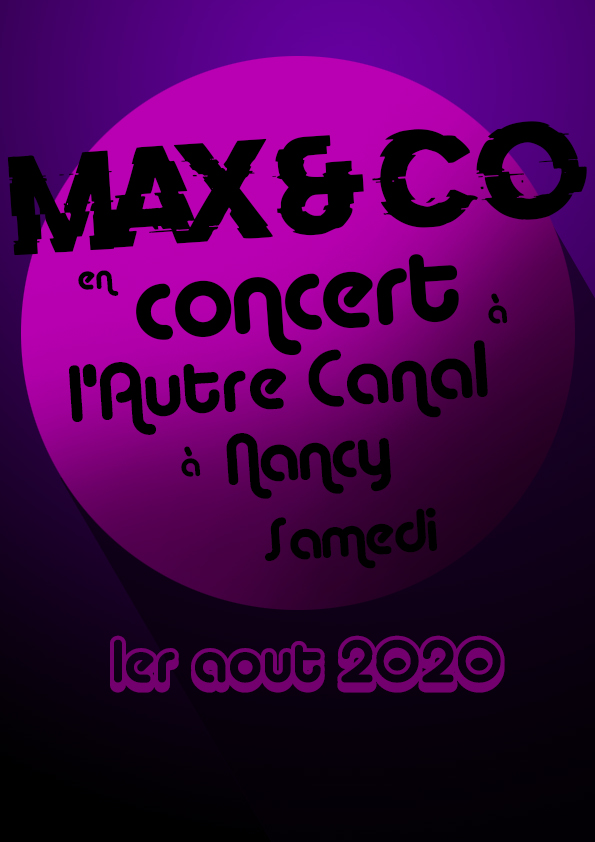 MAX&CO
en concert à
l'Autre Canal
à Nancy
Samedi
1er aout 2020